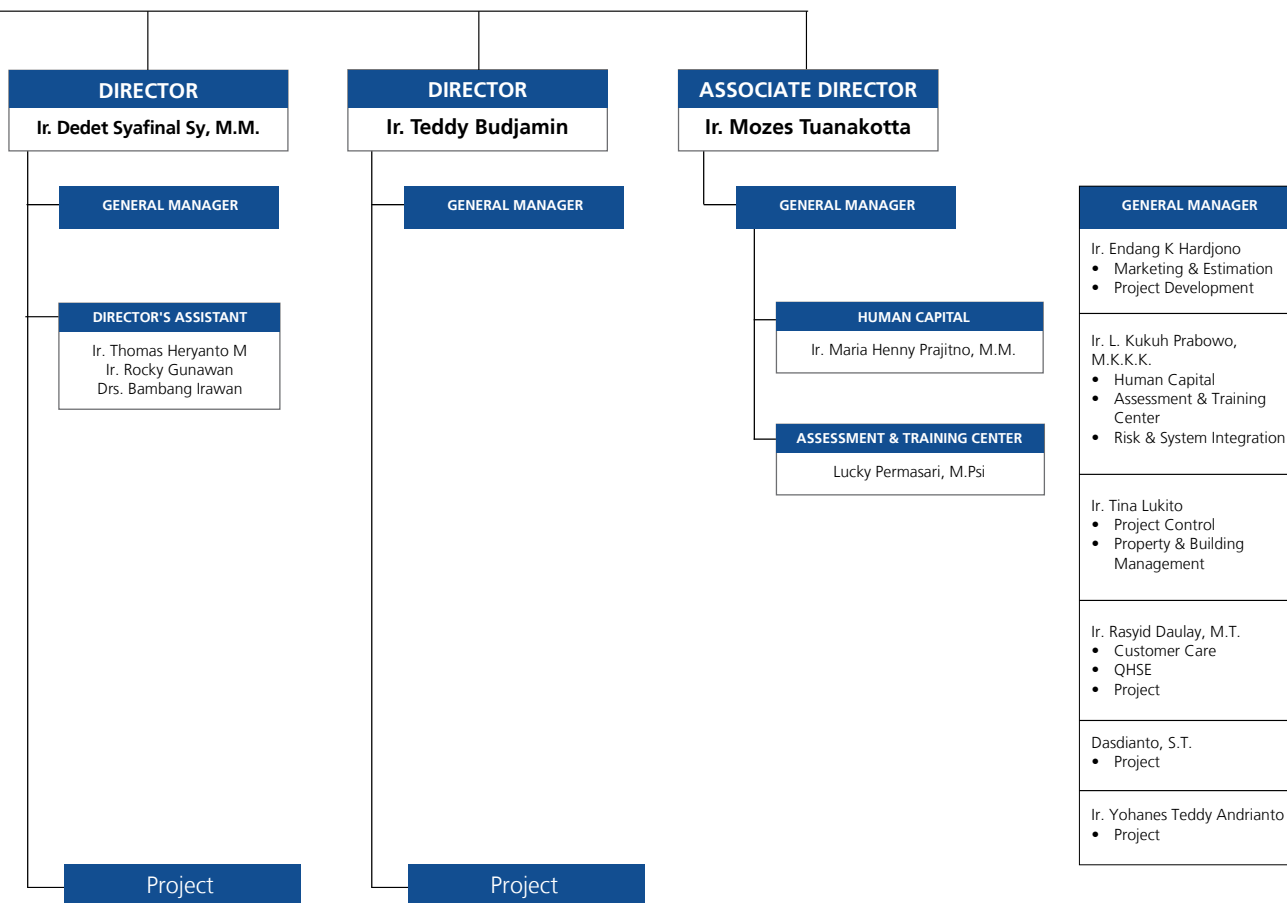 DIRECTOR
Ir. Dedet Syafinal Sy, M.M.
GENERAL MANAGER
DIRECTOR'S ASSISTANT
Ir. Thomas Heryanto M
Ir. Rocky Gunawan
Drs. Bambang Irawan
Project
DIRECTOR
Ir. Teddy Budjamin
GENERAL MANAGER
Project
ASSOCIATE DIRECTOR
Ir. Mozes Tuanakotta
GENERAL MANAGER
HUMAN CAPITAL
Ir. Maria Henny Prajitno, M.M.
ASSESSMENT & TRAINING CENTER
Lucky Permasari, M.Psi
GENERAL MANAGER
Ir. Endang K Hardjono
• Marketing & Estimation
• Project Development
Ir. L. Kukuh Prabowo,
M.K.K.K.
• Human Capital
• Assessment & Training
Center
• Risk & System Integration
Ir. Tina Lukito
• Project Control
• Property & Building
Management
Ir. Rasyid Daulay, M.T.
• Customer Care
• QHSE
• Project
Dasdianto, S.T.
• Project
Ir. Yohanes Teddy Andrianto
• Project